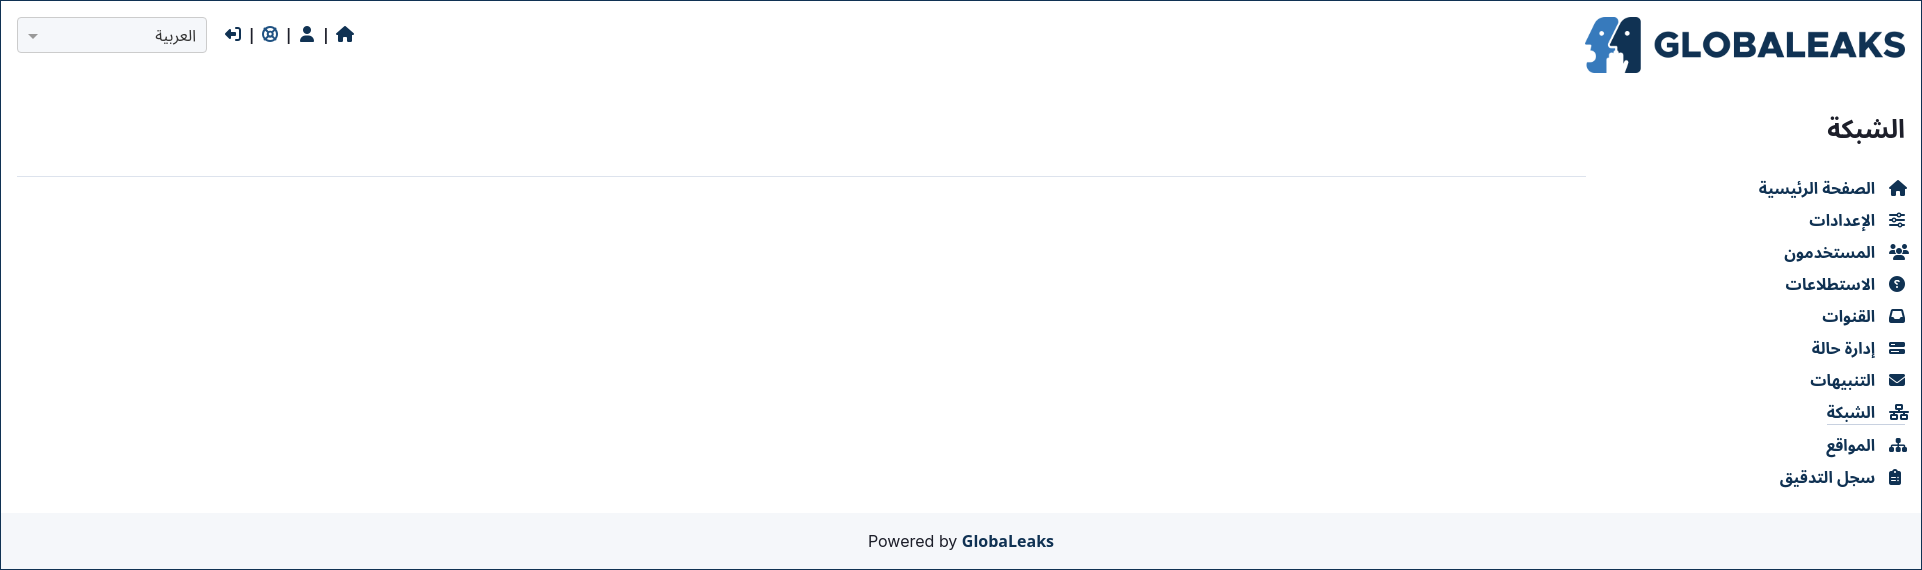 GLOBALEAKS
العربية
الشبكة
الصفحة الرئيسية
الإعدادات
المستخدمون
الاستطلاعات
القنوات
إدارة حالة
التنبيهات
الشبكة
المواقع
سجل التدقيق
Powered by GlobaLeaks